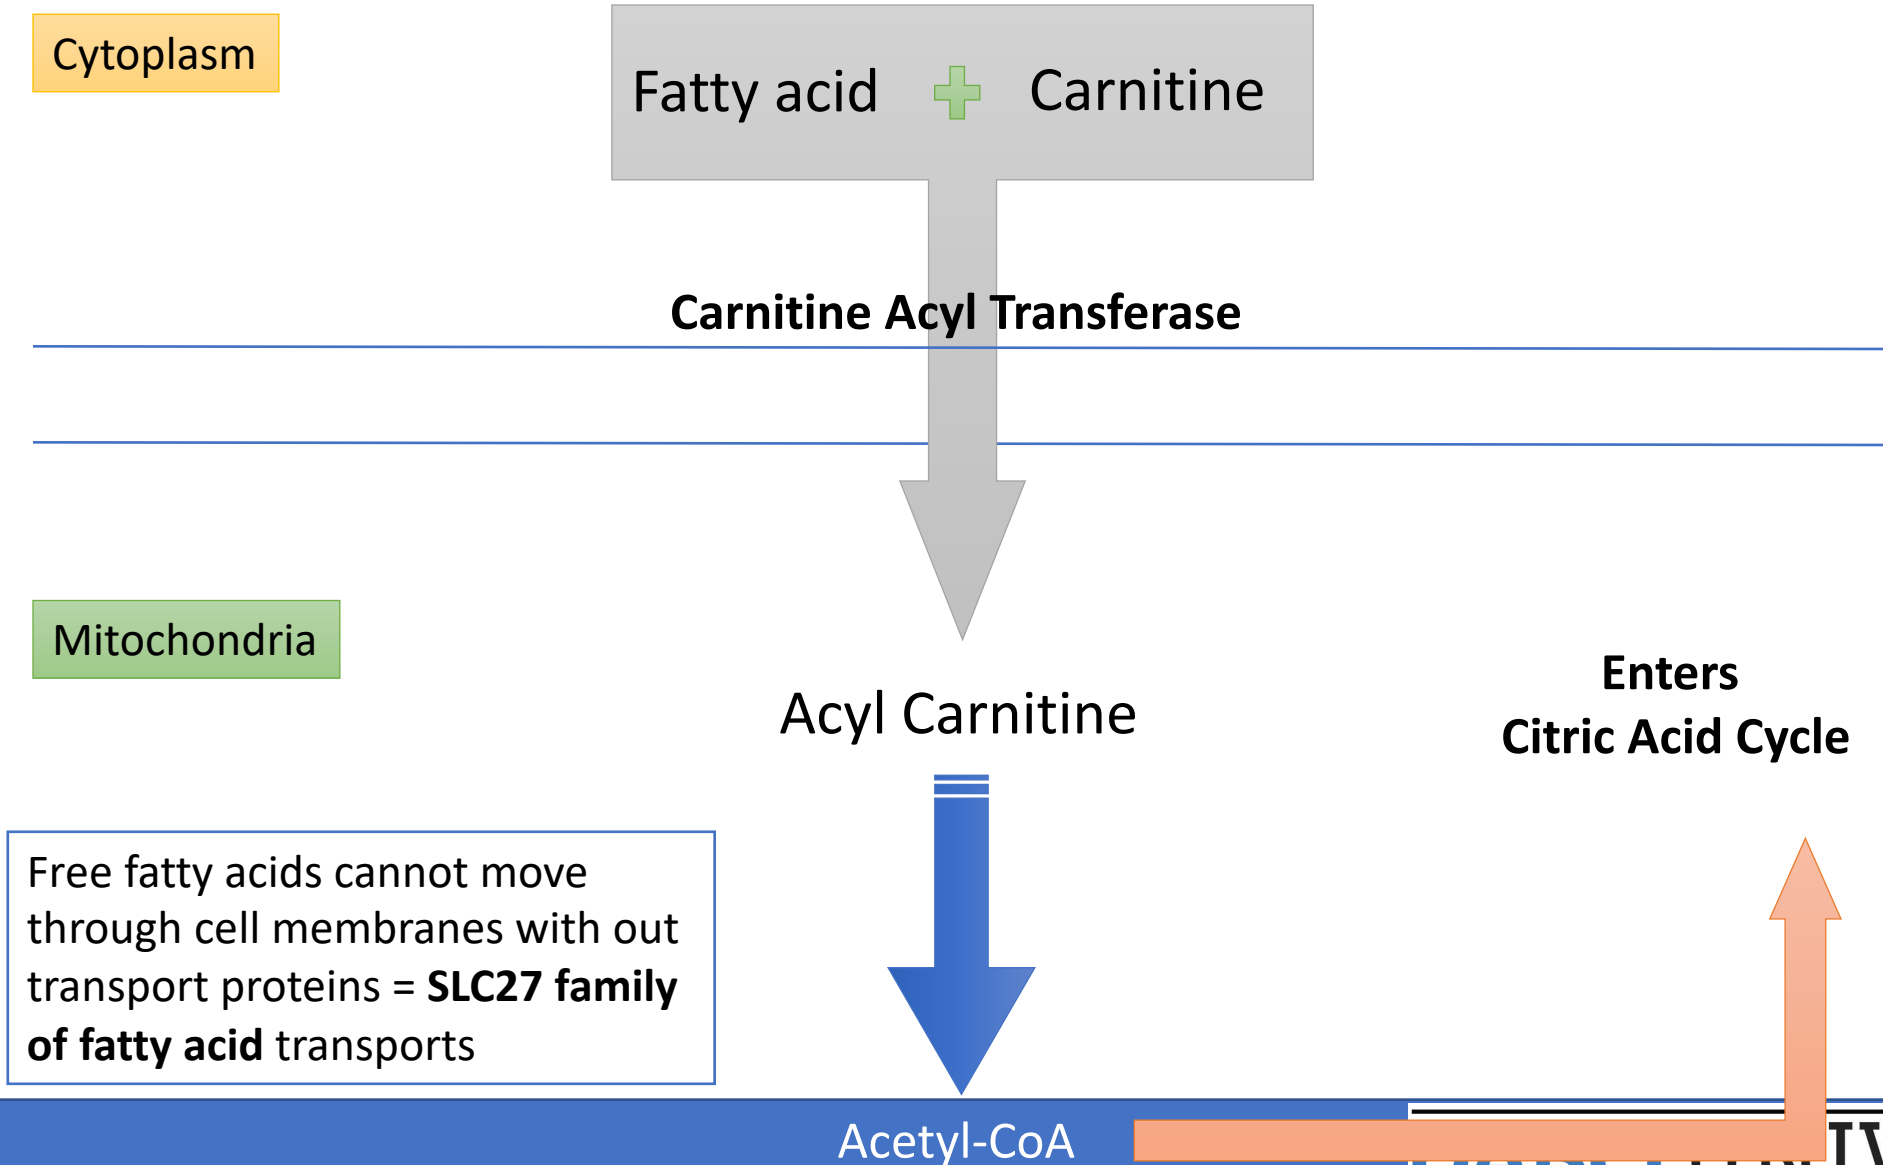 Cytoplasm
Fatty acid + Carnitine
Carnitine Acyl Transferase
Mitochondria
Acyl Carnitine
Enters
Citric Acid Cycle
Free fatty acids cannot move
through cell membranes with out
transport proteins = SLC27 family
of fatty acid transports
Acetyl-CoA